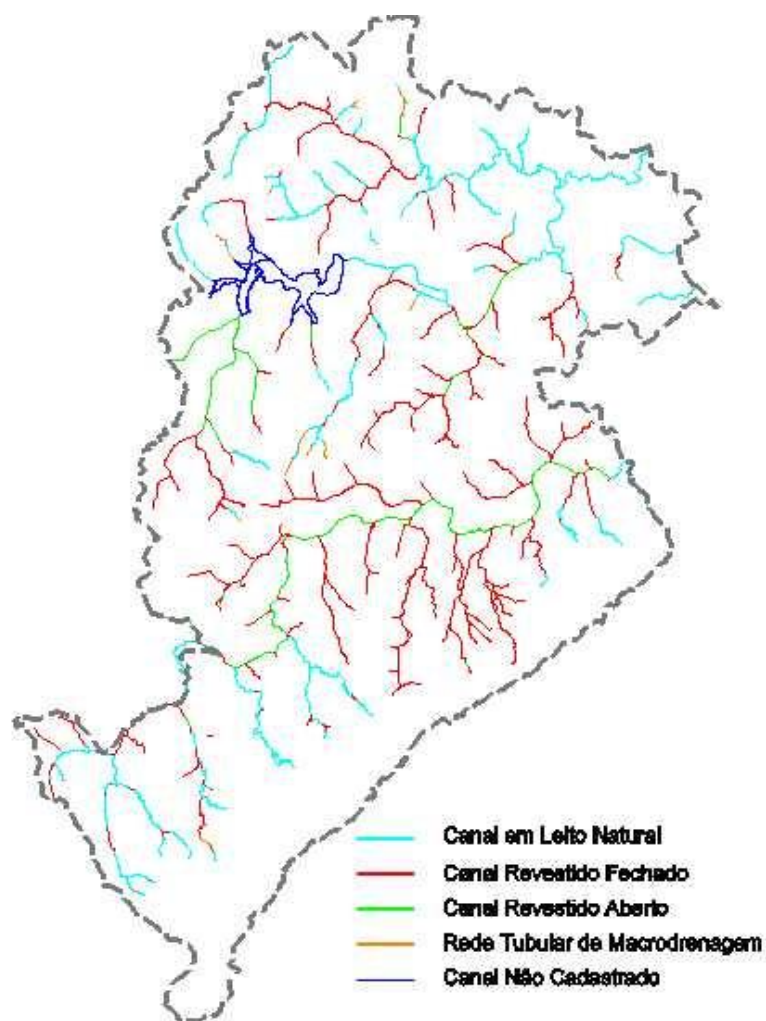 Canal em Leito Natural
Canal Revestido Fechado
Canal Revestido Aberto
Rede Tubular de Macrodrenagem
Canal Não Cadastrado